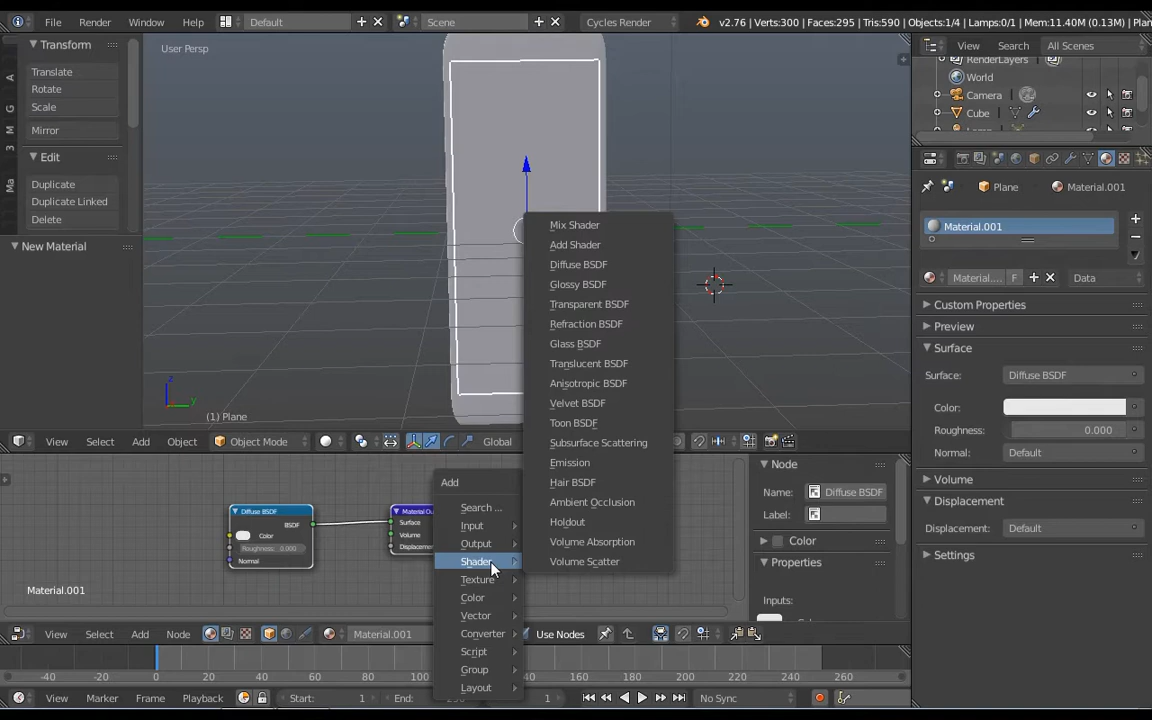 File Render Window Help Default Scene Cycles Render v2.76 | Verts:300 | Faces:295 | Tris:590 | Objects:1/4 | Lamps:0/1 | Mem:11.40M (0.13M) | Plan
Transform
Translate
Rotate
Scale
Mirror
Edit
Duplicate
Duplicate Linked
Delete
New Material
A
G
M
3
Ma
User Persp
(1) Plane
z
y
View Select Add Object Object Mode Global
Mix Shader
Add Shader
Diffuse BSDF
Glossy BSDF
Transparent BSDF
Refraction BSDF
Glass BSDF
Translucent BSDF
Anisotropic BSDF
Velvet BSDF
Toon BSDF
Subsurface Scattering
Emission
Hair BSDF
Ambient Occlusion
Holdout
Volume Absorption
Volume Scatter
Add
Search ...
Input
Output
Shader
Texture
Color
Vector
Converter
Script
Group
Layout
Diffuse BSDF
BSDF
Color
Roughness: 0.000
Normal
Material Ou
Surface
Volume
Displacement
Material.001
Node
Name: Diffuse BSDF
Label:
Color
Properties
Inputs:
View Select Add Node Material.001 Use Nodes
-40 -20 0 20 40 60 80 100 140 160 180 200 220 240 260
View Marker Frame Playback Start: 1 End: 1 No Sync
View Search All Scenes
RenderLayers
World
Camera
Cube
Plane Material.001
Material.001
Material.... F Data
Custom Properties
Preview
Surface
Surface: Diffuse BSDF
Color:
Roughness: 0.000
Normal: Default
Volume
Displacement
Displacement: Default
Settings